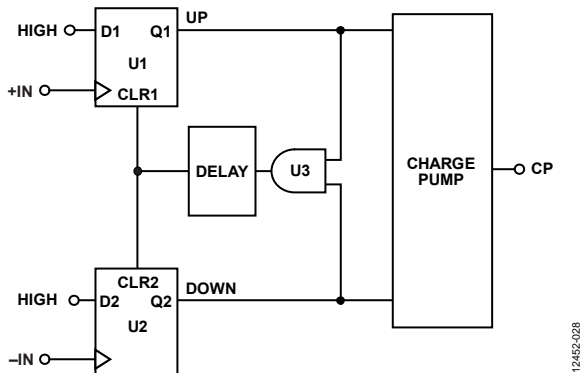 UP
HIGH D1 Q1
U1
+IN
CLR1
DELAY U3
CHARGE
PUMP
CP
CLR2
DOWN
HIGH D2 Q2
U2
–IN
12452-028